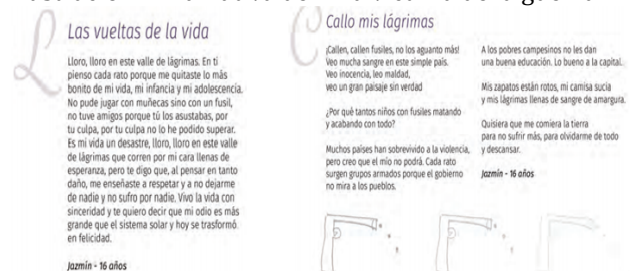 Las vueltas de la vida
Lloro, lloro en este valle de lágrimas. En ti
pienso cada rato porque me quitaste lo más
bonito de mi vida, mi infancia y mi adolescencia.
No pude jugar con muñecas sino con un fusil,
no tuve amigos porque tú los asustabas, por
tu culpa, por tu culpa no lo he podido superar.
Es mi vida un desastre, lloro, lloro en este valle
de lágrimas que corren por mi cara llenas de
esperanza, pero te digo que, al pensar en tanto
daño, me enseñaste a respetar y a no dejarme
de nadie y no sufro por nadie. Vivo la vida con
sinceridad y te quiero decir que mi odio es más
grande que el sistema solar y hoy se trasformó
en felicidad.
Jazmín - 16 años
Callo mis lágrimas
¡Callen, callen fusiles, no los aguanto más!
Veo mucha sangre en este simple país.
Veo inocencia, leo maldad,
veo un gran paisaje sin verdad
¿Por qué tantos niños con fusiles matando
y acabando con todo?
Muchos países han sobrevivido a la violencia,
pero creo que el mío no podrá. Cada rato
surgen grupos armados porque el gobierno
no mira a los pueblos.
A los pobres campesinos no les dan
una buena educación. Lo bueno a la capital.
Mis zapatos están rotos, mi camisa sucia
y mis lágrimas llenas de sangre de amargura.
Quisiera que me comiera la tierra
para no sufrir más, para olvidarme de todo
y descansar.
Jazmín - 16 años